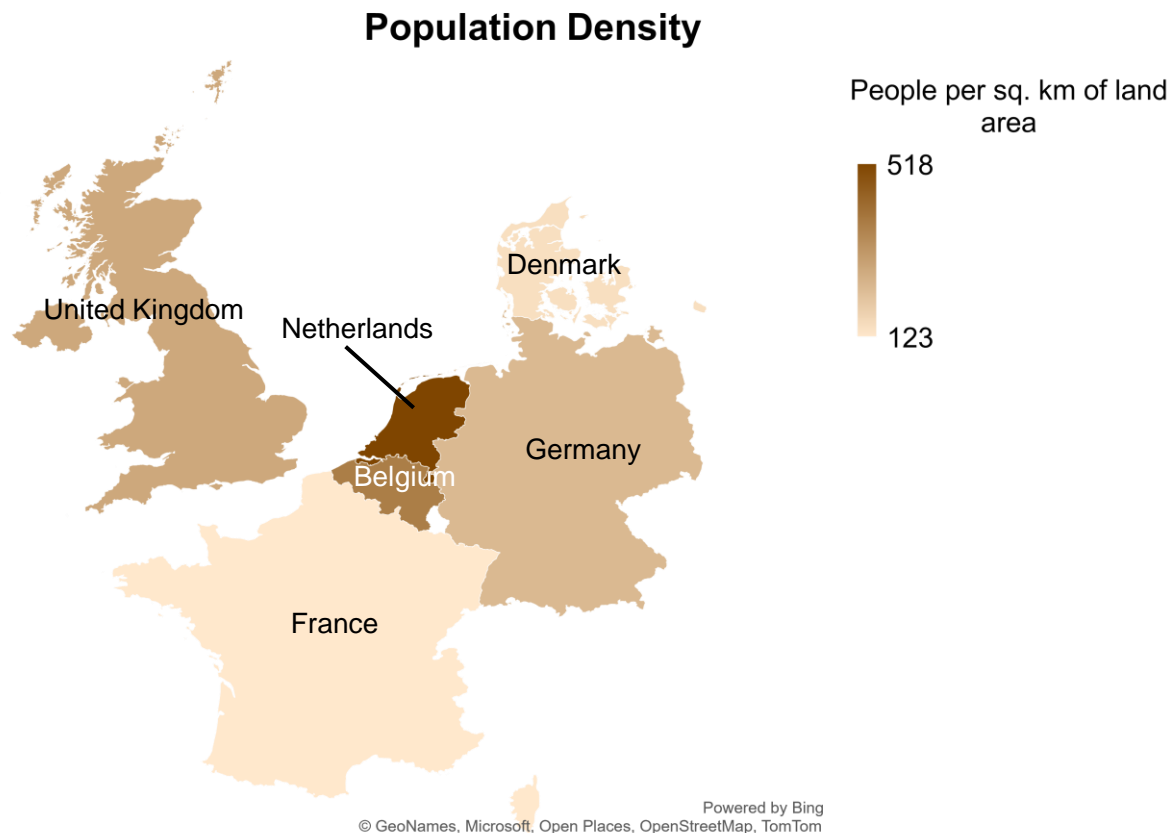 Population Density
People per sq. km of land
area
518
123
Denmark
United Kingdom
Netherlands
Germany
Belgium
France
Powered by Bing
© GeoNames, Microsoft, Open Places, OpenStreetMap, TomTom